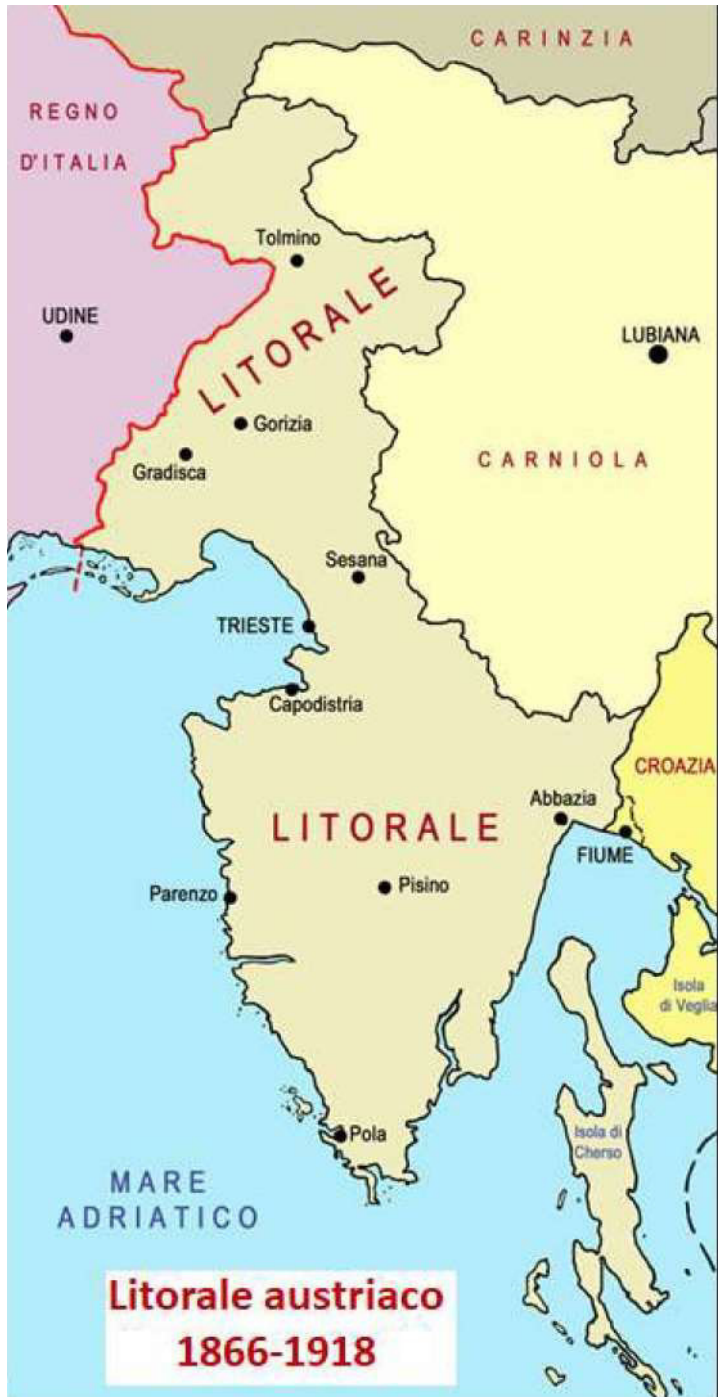 CARINZIA
REGNO
D'ITALIA
Tolmino
UDINE
LITORALE
LUBIANA
Gorizia
Gradisca
CARNIOLA
Sesana
TRIESTE
Capodistria
CROAZIA
Abbazia
LITORALE
FIUME
Parenzo
Pisino
Isola
di Veglia
Pola
Isola di
Cherso
MARE
ADRIATICO
Litorale austriaco
1866-1918